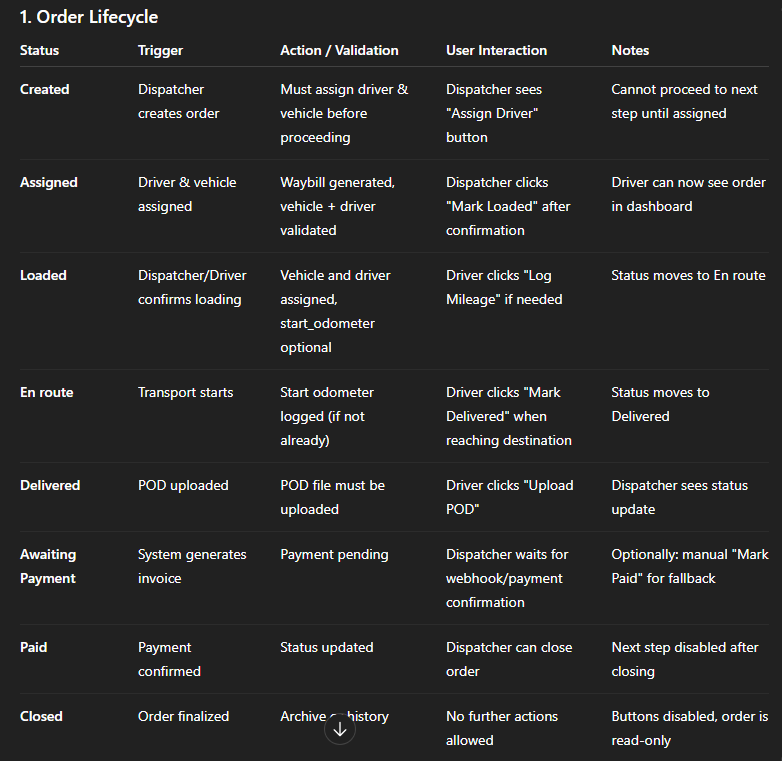 1. Order Lifecycle
Status Trigger Action / Validation User Interaction Notes
Created Dispatcher Must assign driver & Dispatcher sees Cannot proceed to next
creates order vehicle before "Assign Driver" step until assigned
proceeding button
Assigned Driver & vehicle Waybill generated, Dispatcher clicks Driver can now see order
assigned vehicle + driver "Mark Loaded" after in dashboard
validated confirmation
Loaded Dispatcher/Driver Vehicle and driver Driver clicks "Log Status moves to En route
confirms loading assigned, Mileage" if needed
start_odometer
optional
En route Transport starts Start odometer Driver clicks "Mark Status moves to
logged (if not Delivered" when Delivered
already) reaching destination
Delivered POD uploaded POD file must be Driver clicks "Upload Dispatcher sees status
uploaded POD" update
Awaiting System generates Payment pending Dispatcher waits for Optionally: manual "Mark
Payment invoice webhook/payment Paid" for fallback
confirmation
Paid Payment Status updated Dispatcher can close Next step disabled after
confirmed order closing
Closed Order finalized Archive history No further actions Buttons disabled, order is
allowed read-only